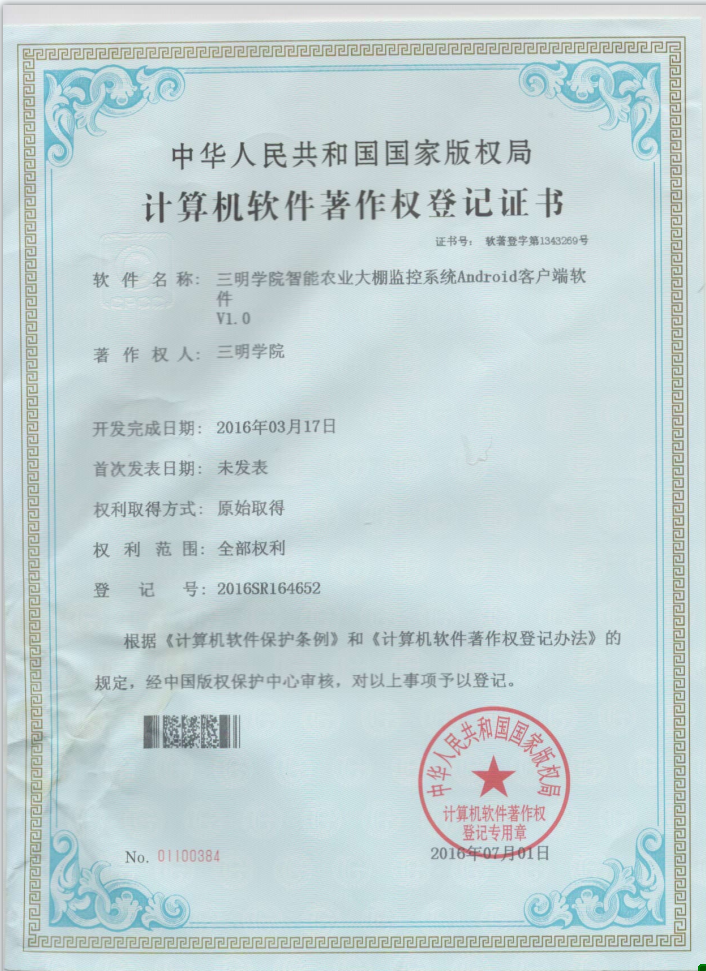 中华人民共和国国家版权局
计算机软件著作权登记证书
证书号： 软著登字第1343269号
软件名称： 三明学院智能农业大棚监控系统Android客户端软
件
V1.0
著作权人： 三明学院
开发完成日期： 2016年03月17日
首次发表日期： 未发表
权利取得方式： 原始取得
权利范围： 全部权利
登记号： 2016SR164652
根据《计算机软件保护条例》和《计算机软件著作权登记办法》的
规定，经中国版权保护中心审核，对以上事项予以登记。
中华人民共和国国家版权局
计算机软件著作权
登记专用章
No. 01100384
2016年07月01日